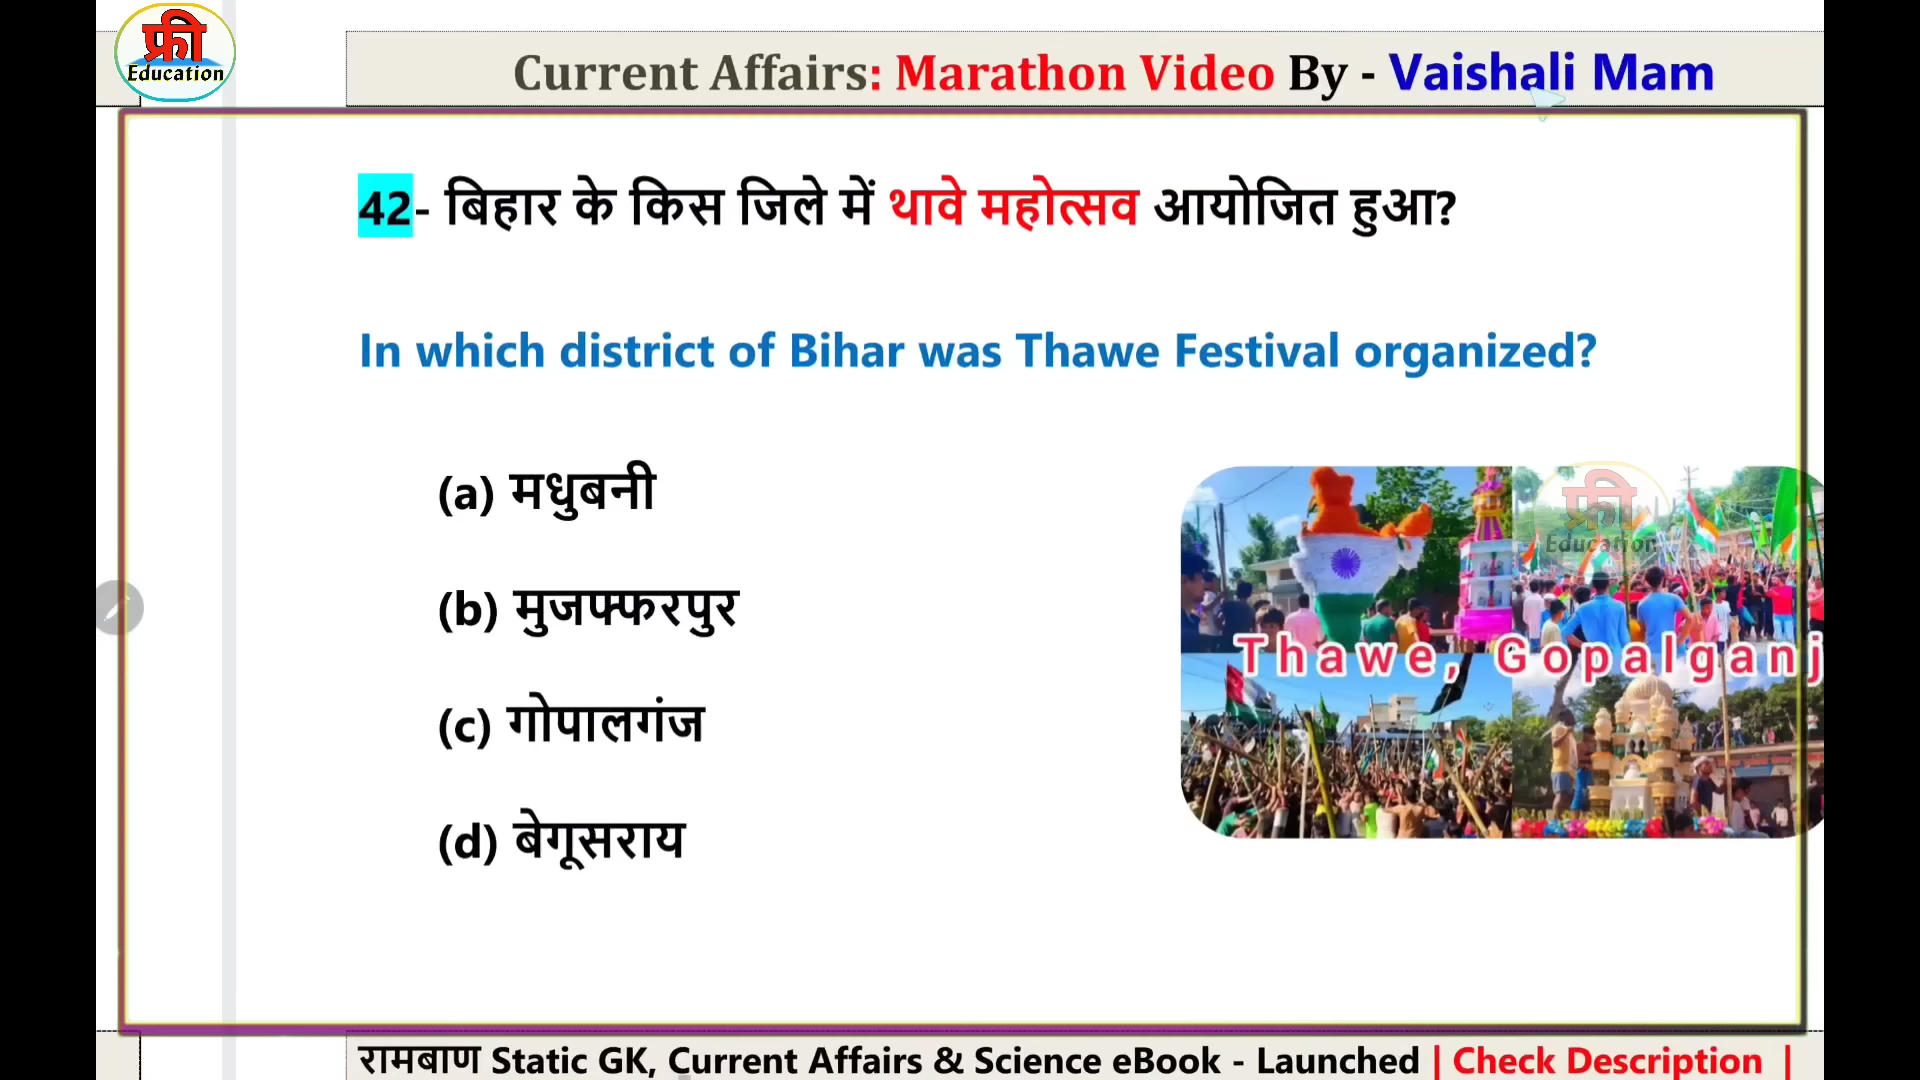 फ्री
Education
Current Affairs: Marathon Video By - Vaishali Mam
42- बिहार के किस जिले में थावे महोत्सव आयोजित हुआ?
In which district of Bihar was Thawe Festival organized?
(a) मधुबनी
(b) मुजफ्फरपुर
(c) गोपालगंज
(d) बेगूसराय
फ्री
Education
Thawe, Gopalganj
रामबाण Static GK, Current Affairs & Science eBook - Launched | Check Description |